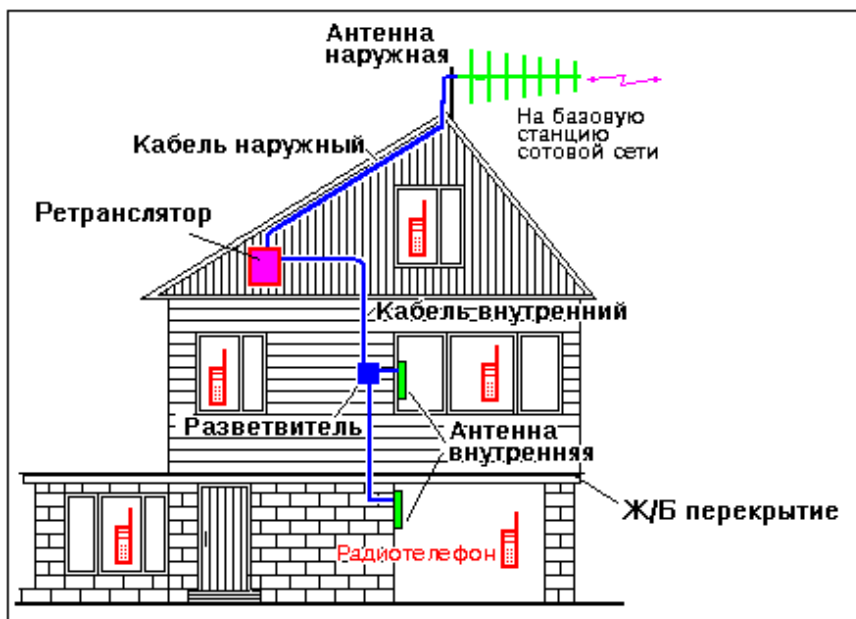 Антенна
наружная
На базовую
станцию
сотовой сети
Кабель наружный
Ретранслятор
Кабель внутренний
Разветвитель
Антенна
внутренняя
Ж/Б перекрытие
Радиотелефон